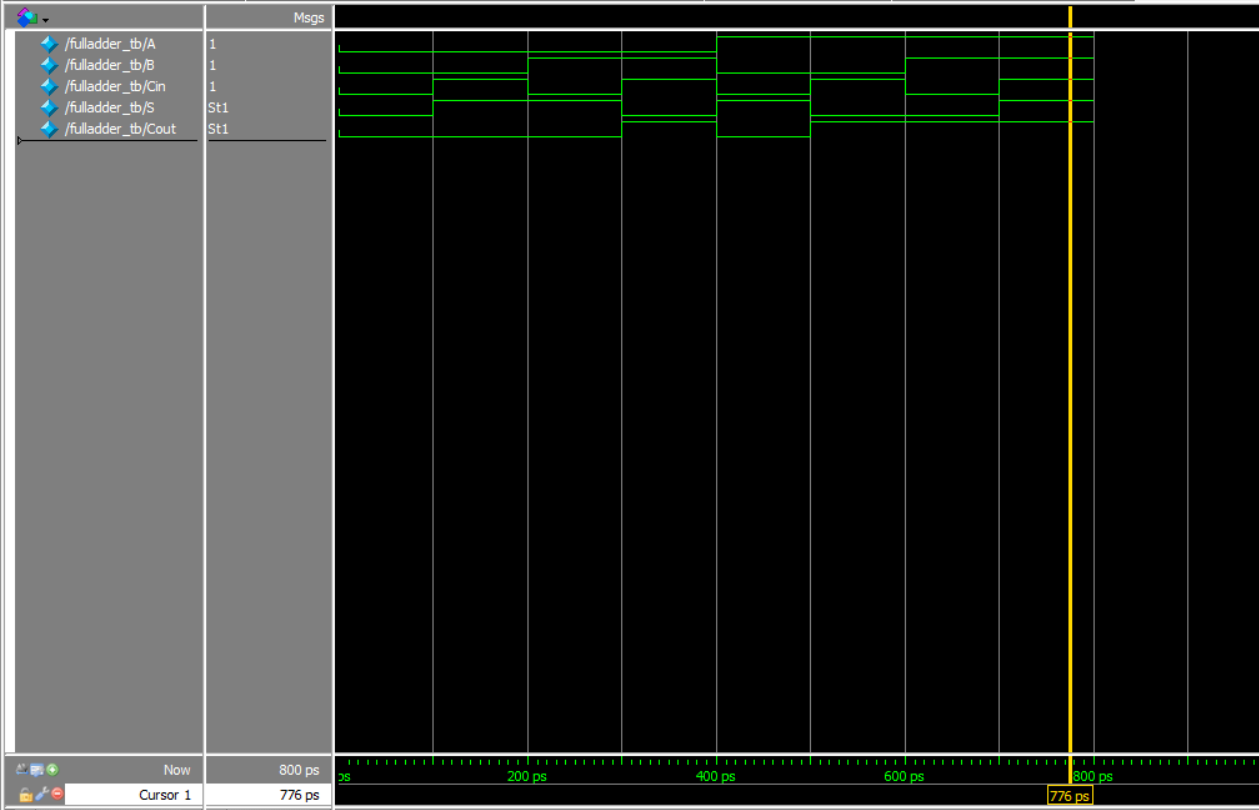 Msgs
/fulladder_tb/A 1
/fulladder_tb/B 1
/fulladder_tb/Cin 1
/fulladder_tb/S St1
/fulladder_tb/Cout St1
Now 800 ps ps 200 ps 400 ps 600 ps 800 ps
Cursor 1 776 ps 776 ps